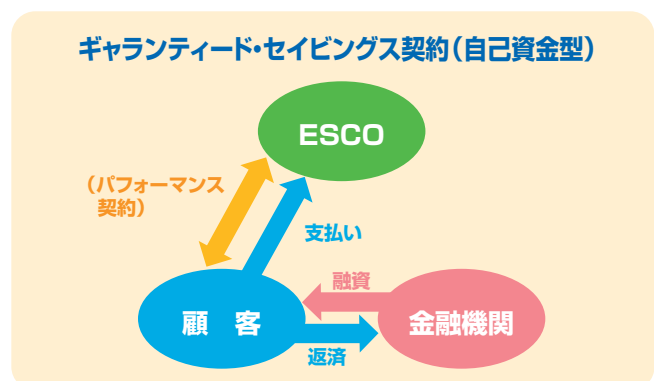 ギャランティード・セイビングス契約（自己資金型）
ESCO
（パフォーマンス
契約）
支払い
融資
顧　客
金融機関
返済